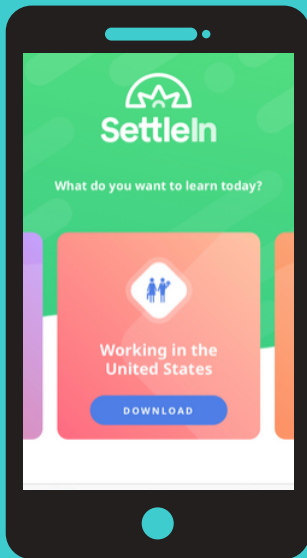 SettleIn
What do you want to learn today?
Working in the
United States
DOWNLOAD